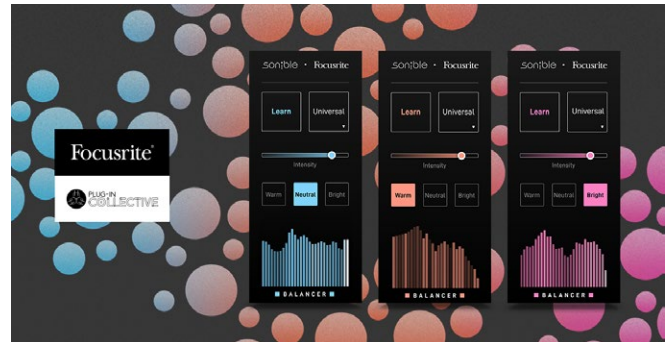 Focusrite®
PLUG-IN
COLLECTIVE
sonible • Focusrite
Learn
Universal
Intensity
Warm
Neutral
Bright
BALANCER
sonible • Focusrite
Learn
Universal
Intensity
Warm
Neutral
Bright
BALANCER
sonible • Focusrite
Learn
Universal
Intensity
Warm
Neutral
Bright
BALANCER